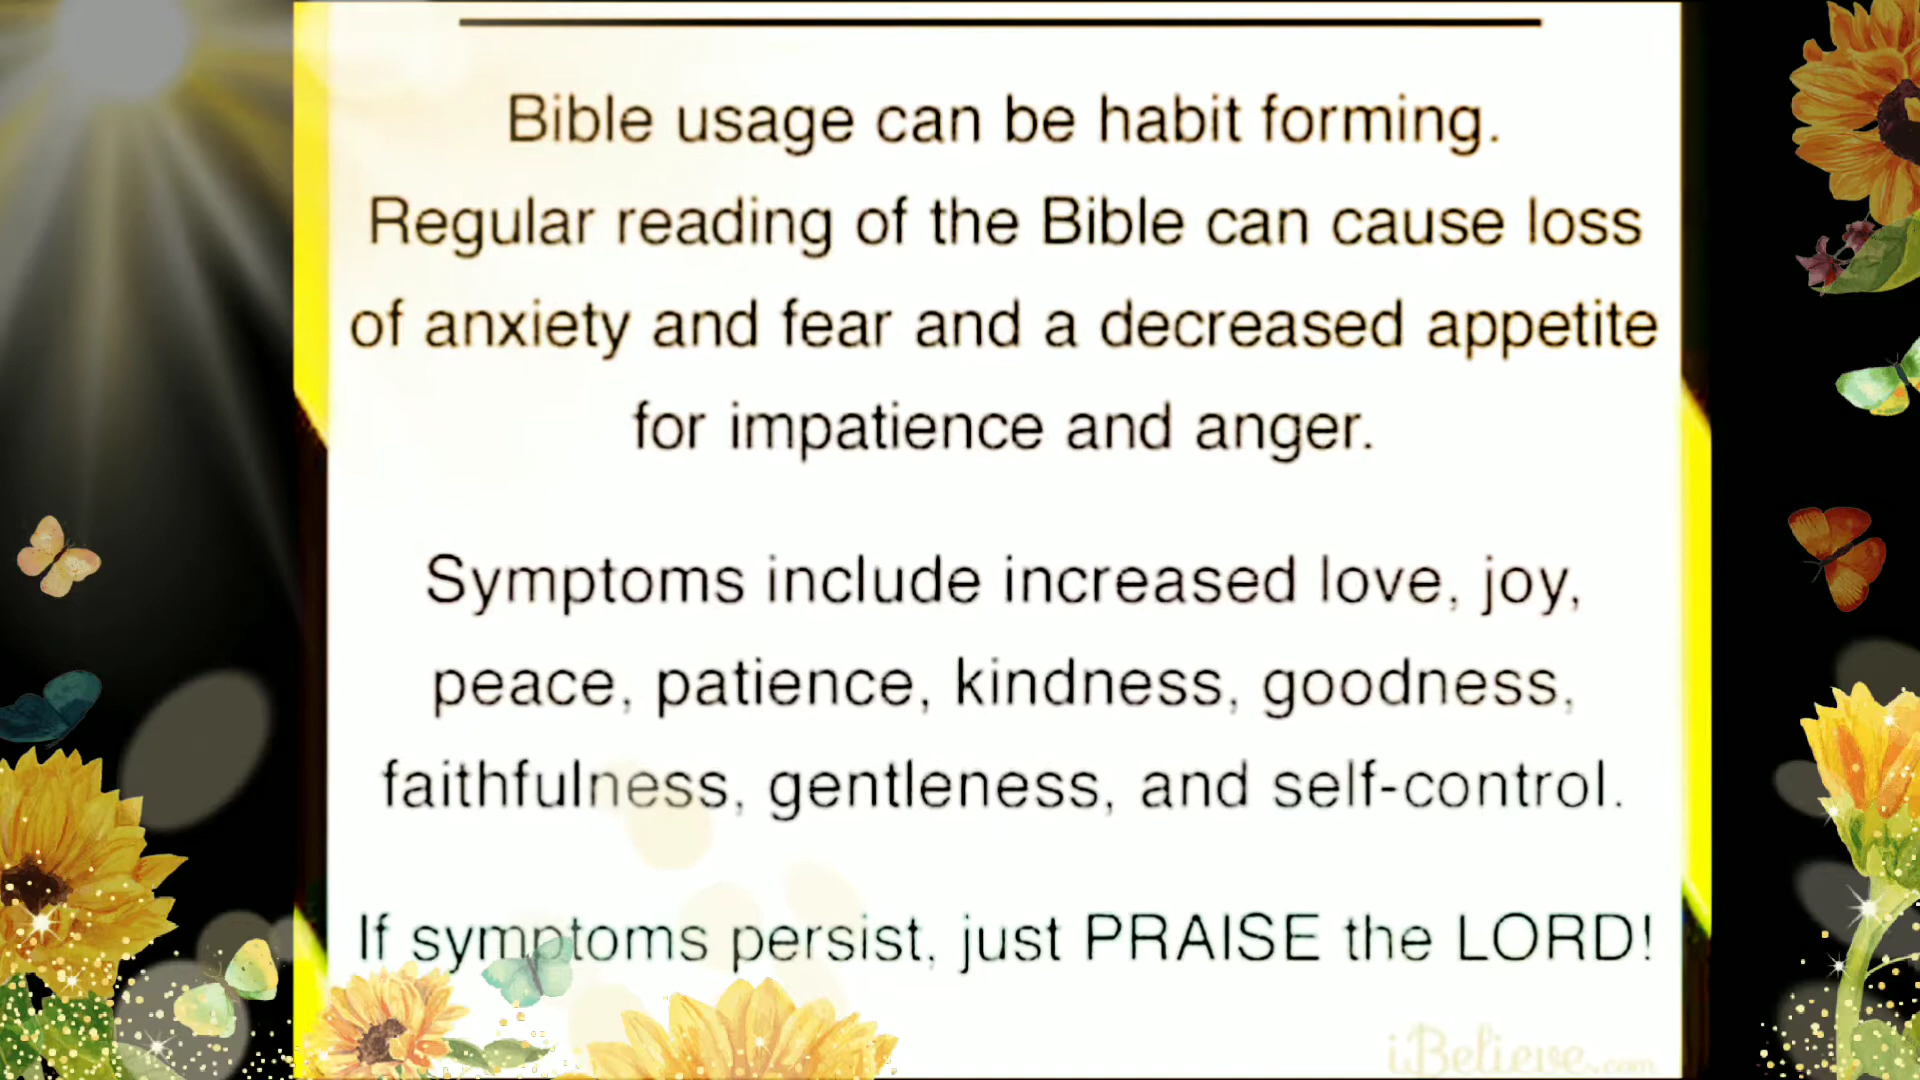 Bible usage can be habit forming.
Regular reading of the Bible can cause loss
of anxiety and fear and a decreased appetite
for impatience and anger.
Symptoms include increased love, joy,
peace, patience, kindness, goodness,
faithfulness, gentleness, and self-control.
If symptoms persist, just PRAISE the LORD!
iBelieve.com